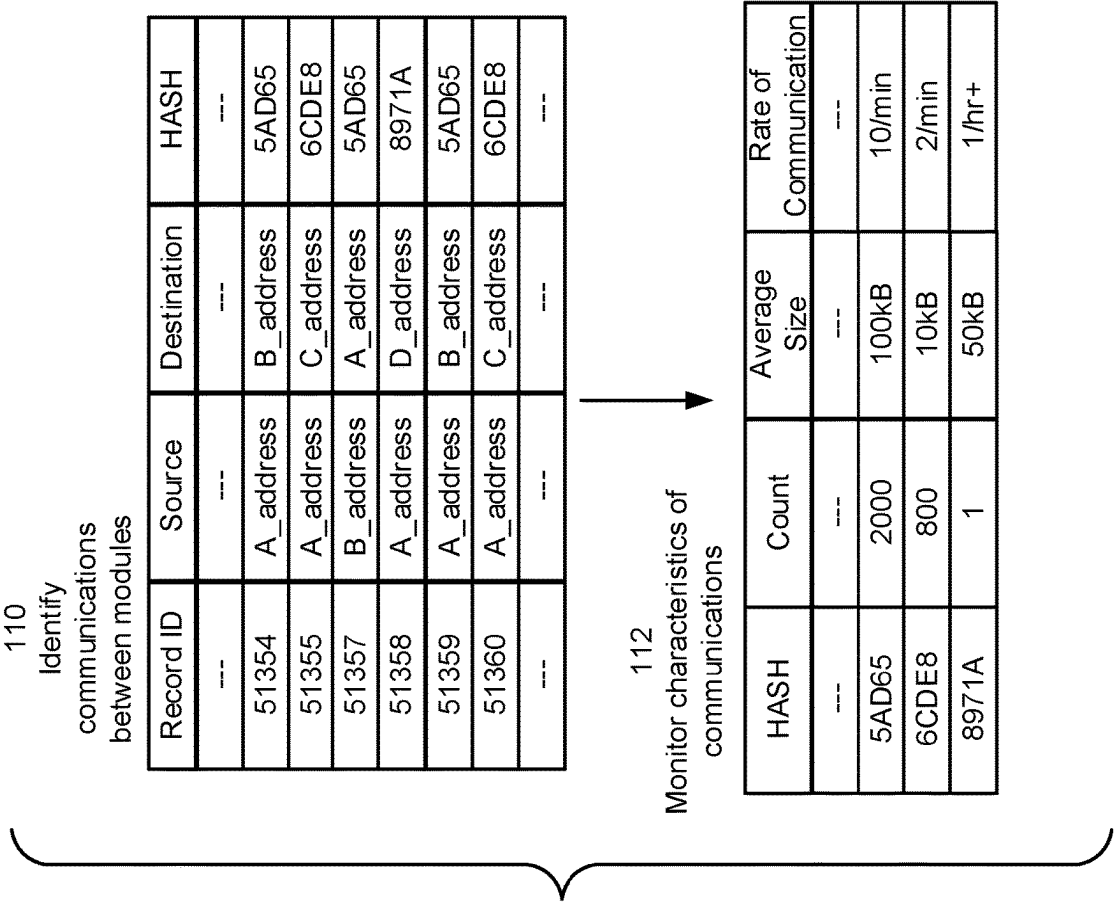 110
Identify
communications
between modules
Record ID Source Destination HASH
--- --- --- ---
51354 A_address B_address 5AD65
51355 A_address C_address 6CDE8
51357 B_address A_address 5AD65
51358 A_address D_address 8971A
51359 A_address B_address 5AD65
51360 A_address C_address 6CDE8
--- --- --- ---
112
Monitor characteristics of
communications
HASH Count Average Size Rate of Communication
--- --- --- ---
5AD65 2000 100kB 10/min
6CDE8 800 10kB 2/min
8971A 1 50kB 1/hr+